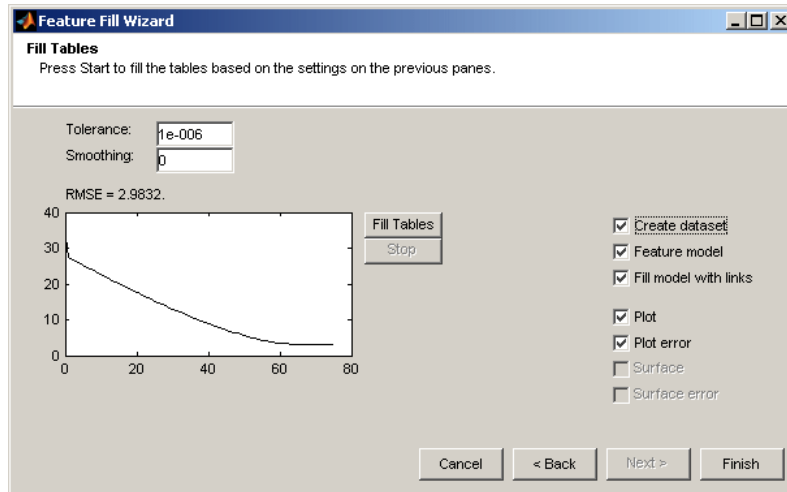 Feature Fill Wizard
Fill Tables
Press Start to fill the tables based on the settings on the previous panes.
Tolerance: 1e-006
Smoothing: 0
RMSE = 2.9832.
40
30
20
10
0
0 20 40 60 80
Fill Tables
Stop
Create dataset
Feature model
Fill model with links
Plot
Plot error
Surface
Surface error
Cancel < Back Next > Finish